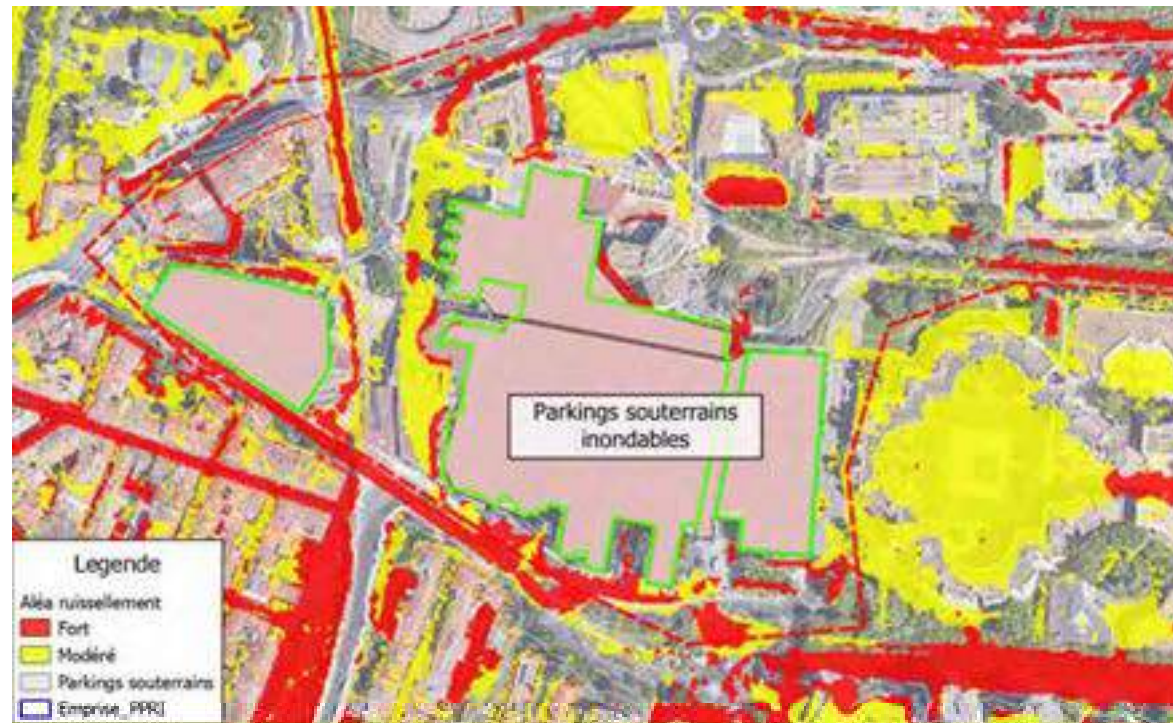 Parkings souterrains
inondables
Legende
Aléa ruissellement
Fort
Modéré
Parkings souterrains
Emprise_PPRI